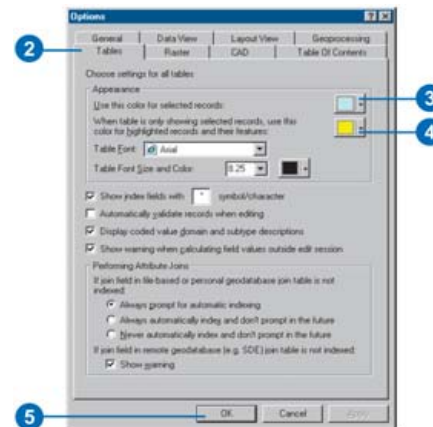 Options
General Data View Layout View Geoprocessing
2 Tables Raster CAD Table Of Contents
Choose settings for all tables
Appearance
Use this color for selected records: 3
When table is only showing selected records, use this
color for highlighted records and their features: 4
Table Font: Arial
Table Font Size and Color: 8.25
Show index fields with * symbol/character
Automatically validate records when editing
Display coded value domain and subtype descriptions
Show warning when calculating field values outside edit session
Performing Attribute Joins
If join field in file-based or personal geodatabase join table is not
indexed:
Always prompt for automatic indexing
Always automatically index and don't prompt in the future
Never automatically index and don't prompt in the future
If join field in remote geodatabase (e.g. SDE) join table is not indexed:
Show warning
5 OK Cancel Apply